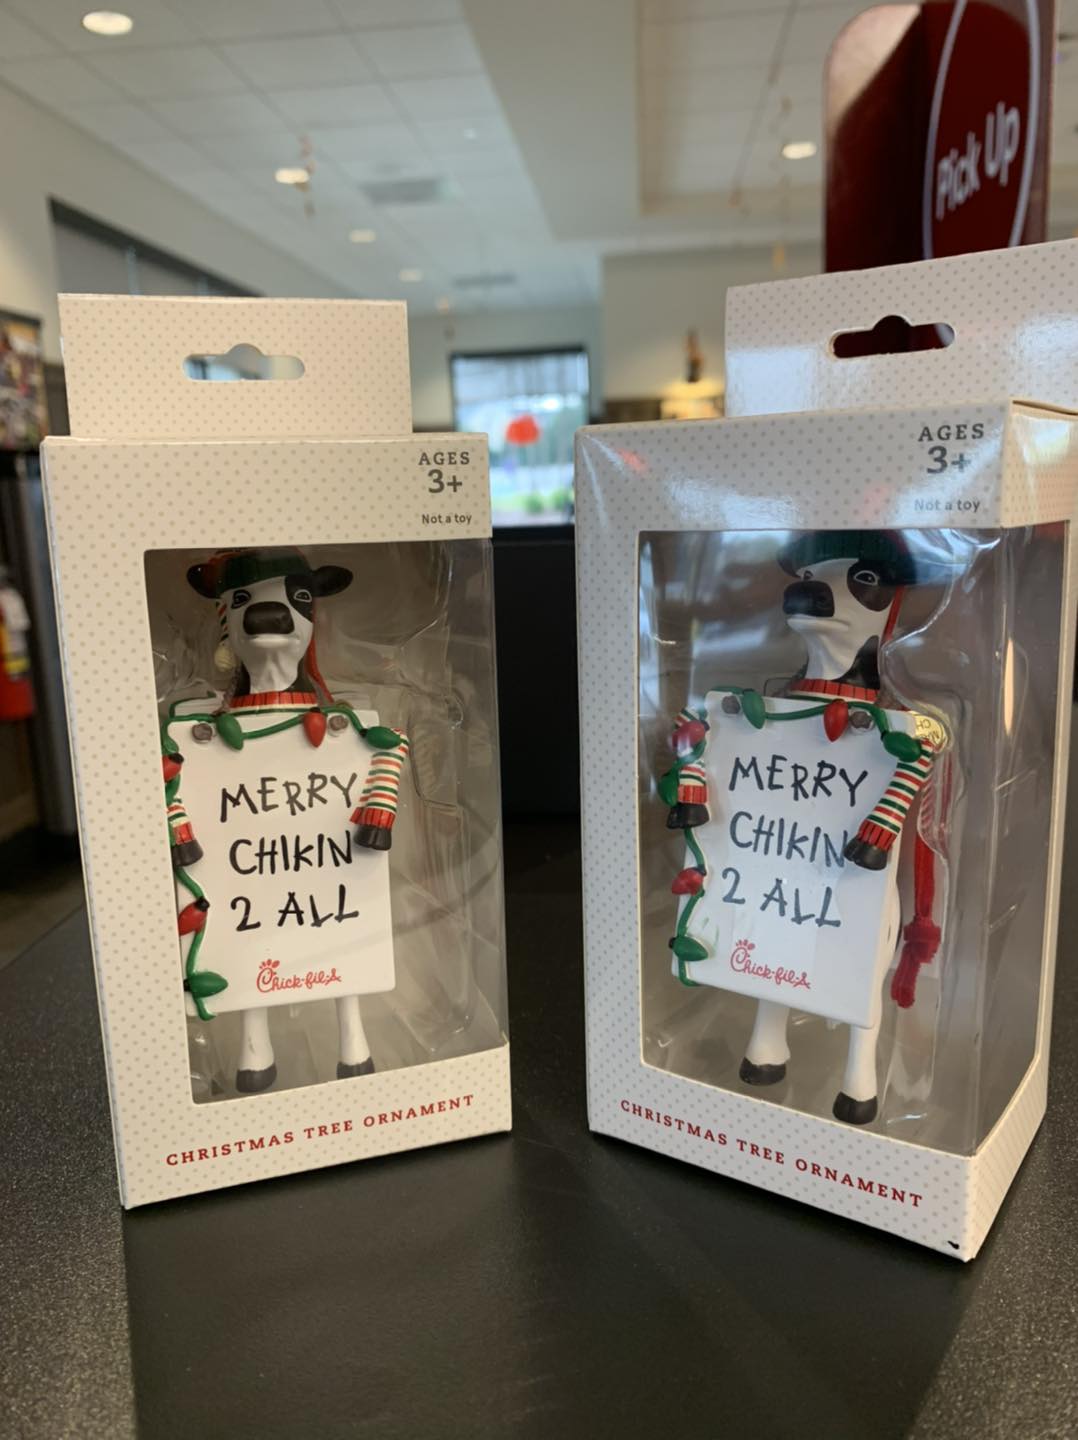 Pick Up
AGES
3+
Not a toy
MERRY
CHIKIN
2 ALL
Chick-fil-A
CHRISTMAS TREE ORNAMENT
AGES
3+
Not a toy
MERRY
CHIKIN
2 ALL
Chick-fil-A
CHRISTMAS TREE ORNAMENT